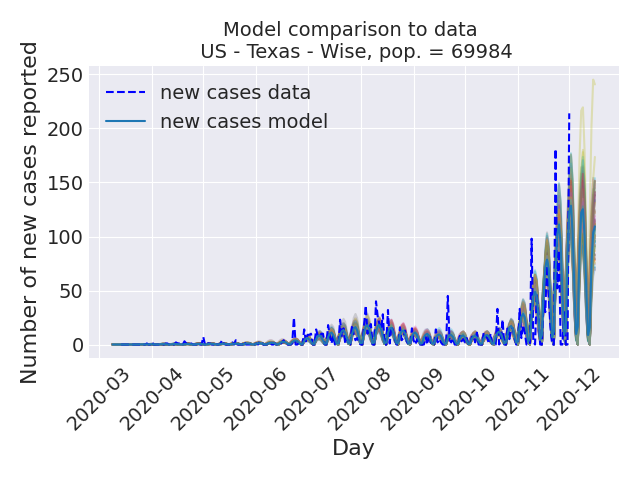 Model comparison to data
US - Texas - Wise, pop. = 69984
Number of new cases reported
250
200
150
100
50
0
new cases data
new cases model
2020-03
2020-04
2020-05
2020-06
2020-07
2020-08
2020-09
2020-10
2020-11
2020-12
Day